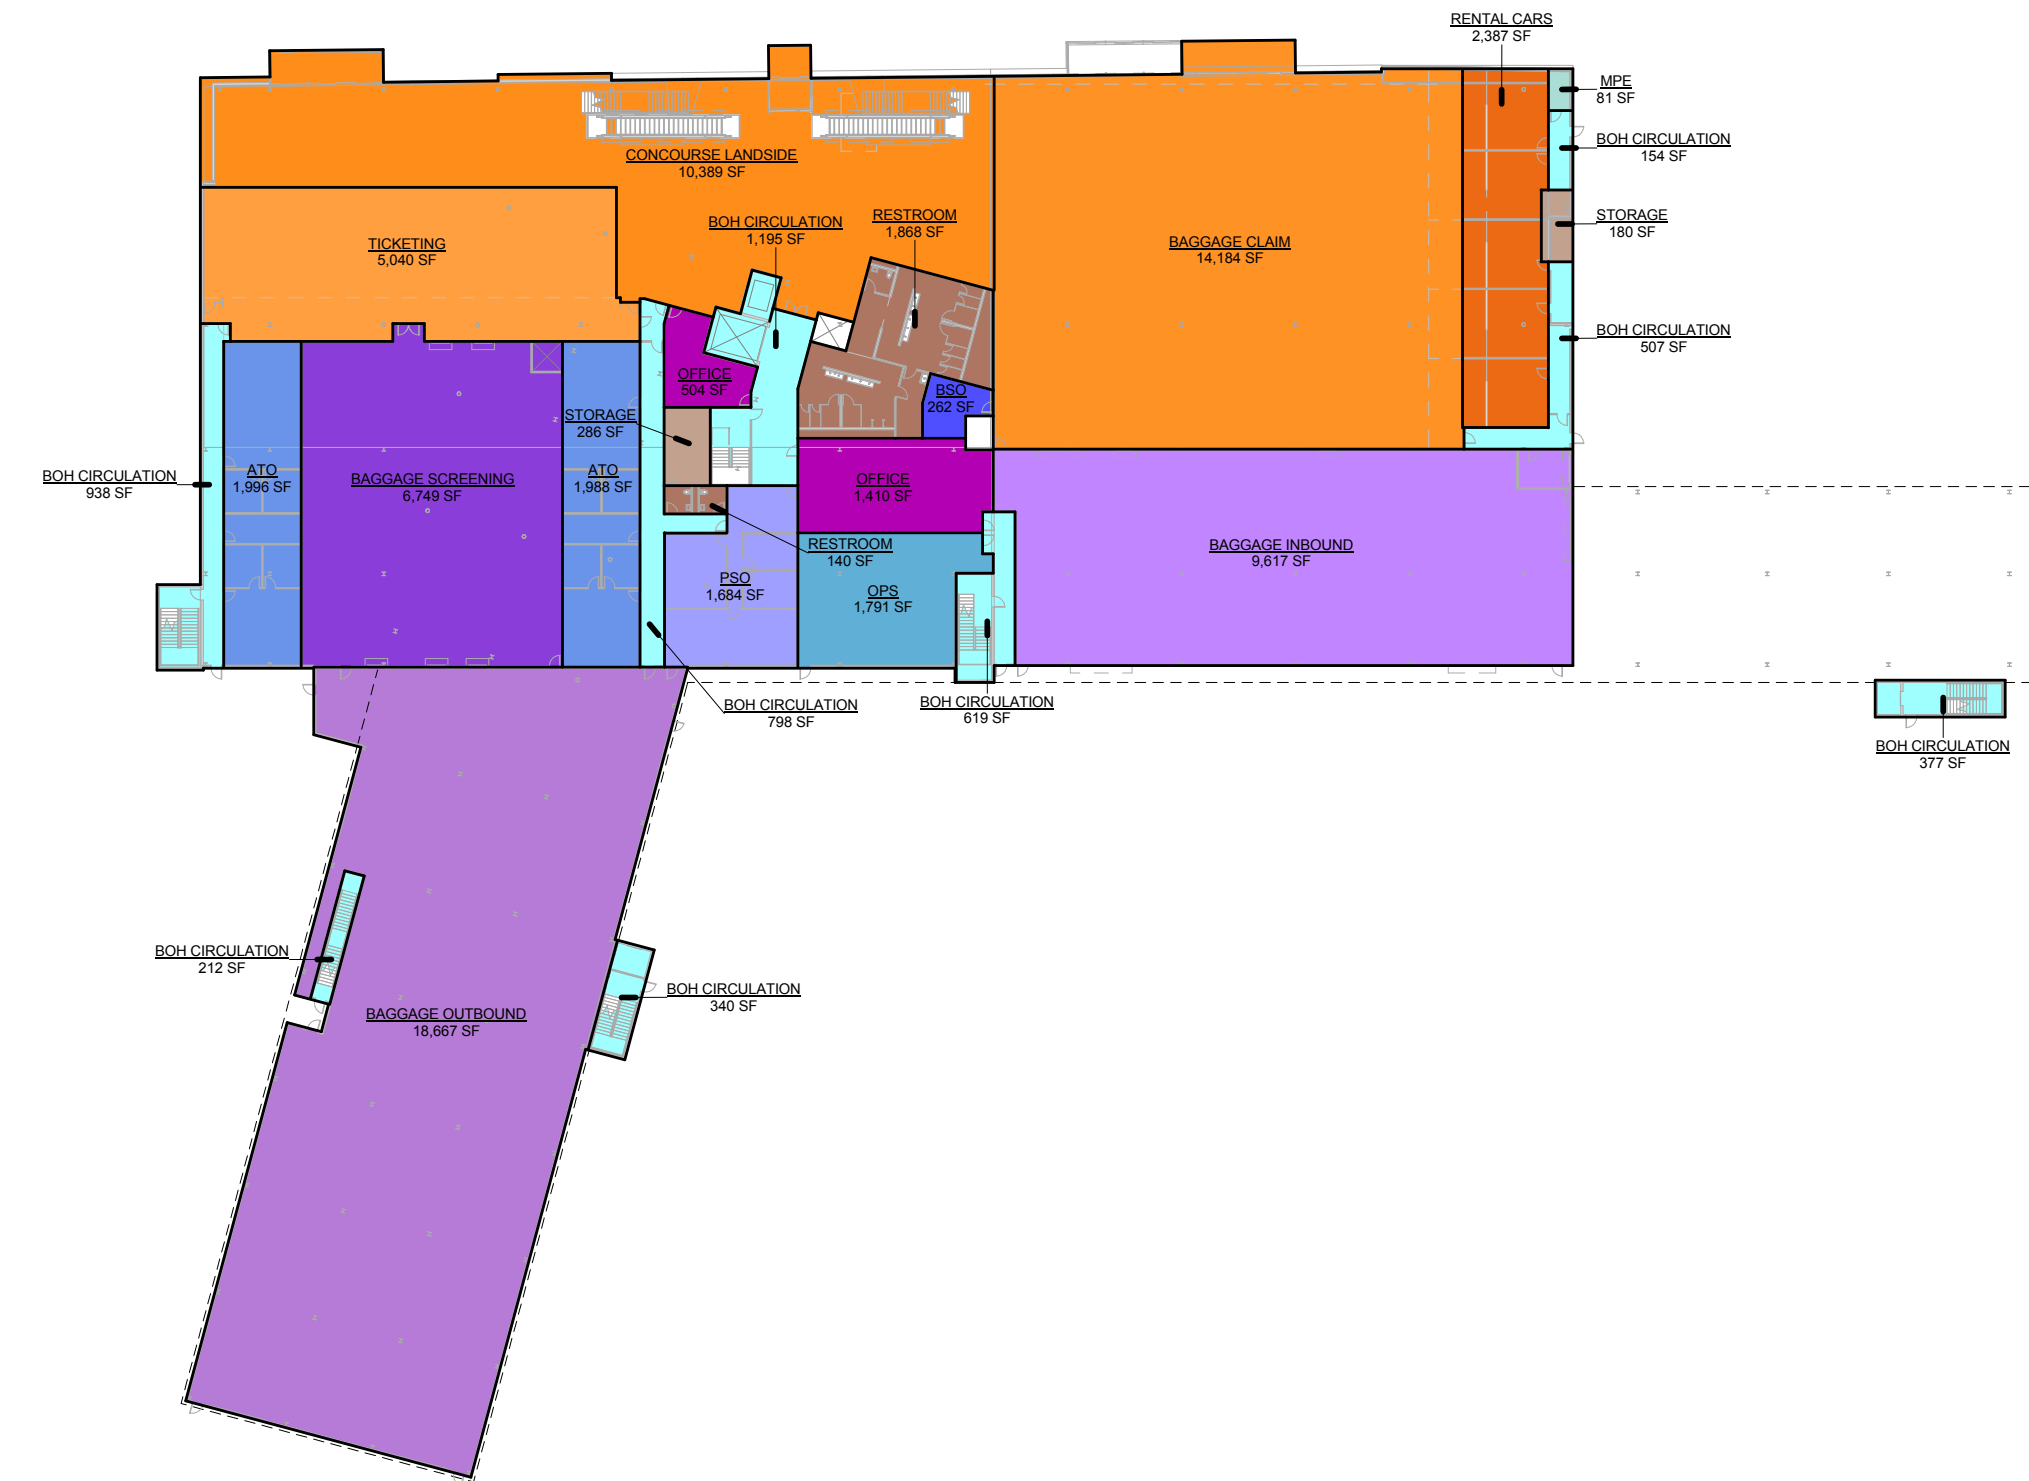 RENTAL CARS
2,387 SF
MPE
81 SF
BOH CIRCULATION
154 SF
CONCOURSE LANDSIDE
10,389 SF
STORAGE
180 SF
BOH CIRCULATION
1,195 SF
RESTROOM
1,868 SF
TICKETING
5,040 SF
BAGGAGE CLAIM
14,184 SF
BOH CIRCULATION
507 SF
OFFICE
504 SF
BSO
262 SF
STORAGE
286 SF
BOH CIRCULATION
938 SF
ATO
1,996 SF
BAGGAGE SCREENING
6,749 SF
ATO
1,988 SF
OFFICE
1,410 SF
RESTROOM
140 SF
BAGGAGE INBOUND
9,617 SF
PSO
1,684 SF
OPS
1,791 SF
BOH CIRCULATION
798 SF
BOH CIRCULATION
619 SF
BOH CIRCULATION
377 SF
BOH CIRCULATION
212 SF
BOH CIRCULATION
340 SF
BAGGAGE OUTBOUND
18,667 SF